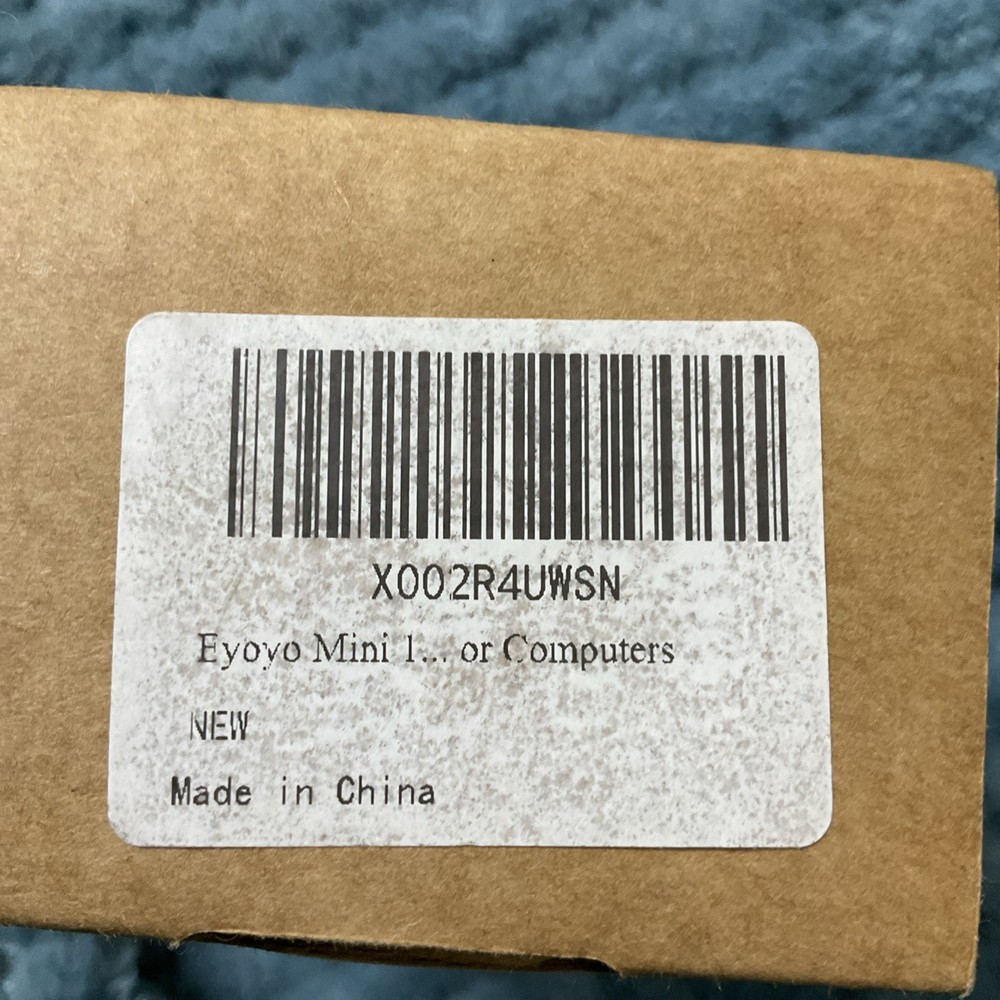 X002R4UWSN
Eyoyo Mini 1... or Computers
NEW
Made in China